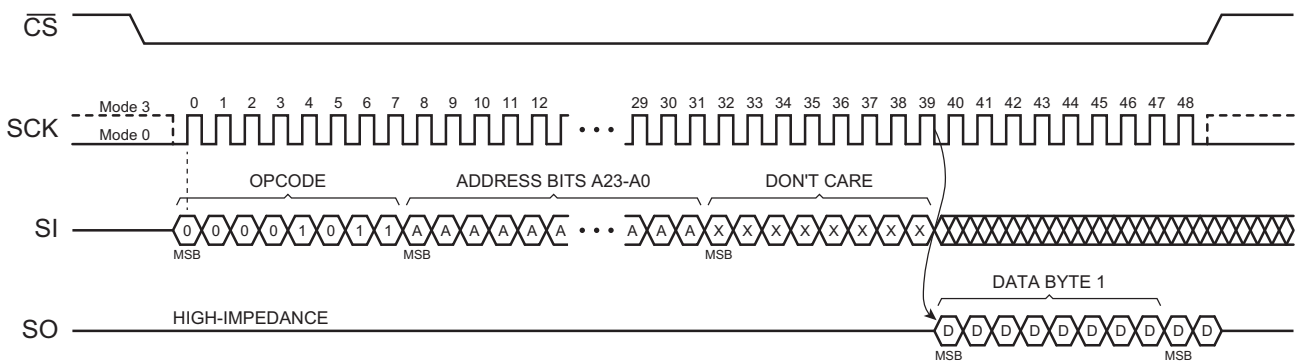 CS
Mode 3
0 1 2 3 4 5 6 7 8 9 10 11 12 29 30 31 32 33 34 35 36 37 38 39 40 41 42 43 44 45 46 47 48
SCK
Mode 0
OPCODE ADDRESS BITS A23-A0 DON'T CARE
SI 0 0 0 0 1 0 1 1 A A A A A A A A A X X X X X X X X
MSB MSB MSB
DATA BYTE 1
HIGH-IMPEDANCE
SO D D D D D D D D D D
MSB MSB